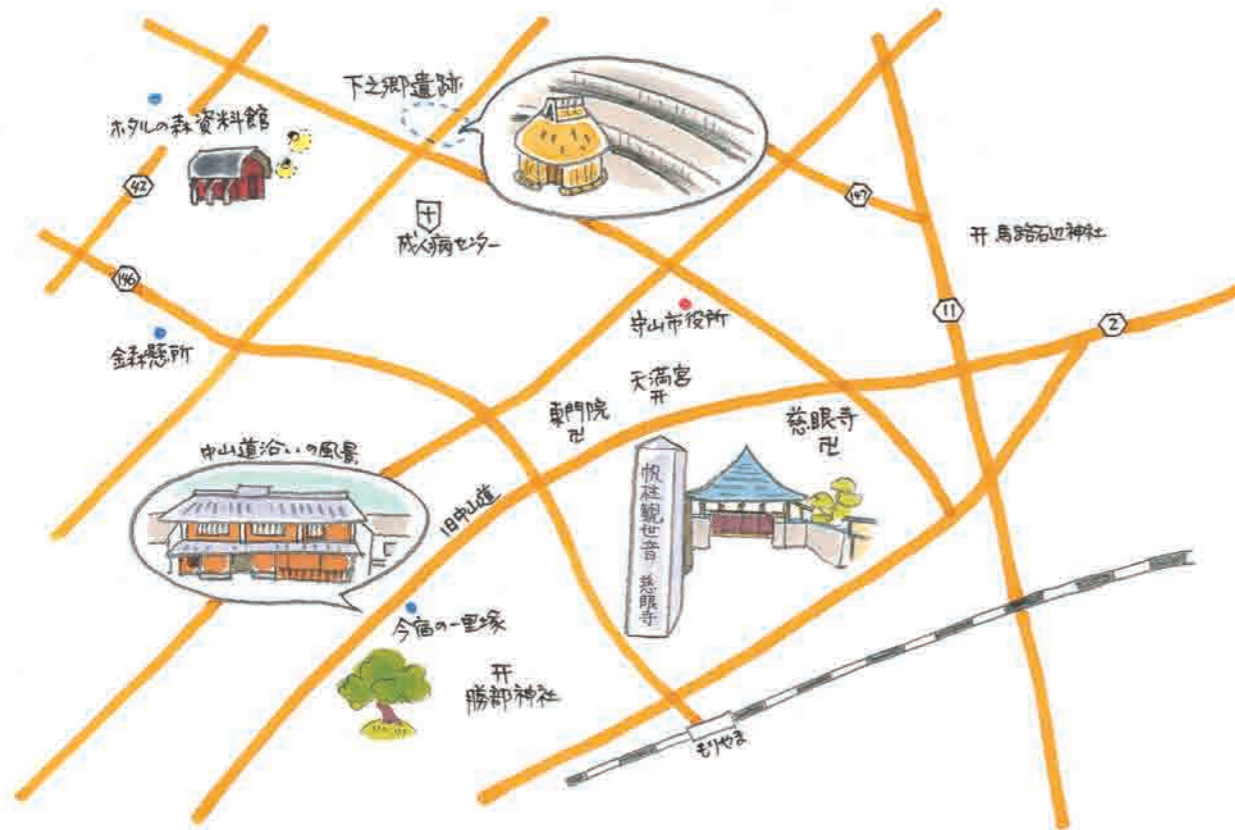 下之郷遺跡
ホタルの森資料館
42
成人病センター
147
馬路石辺神社
146
11
2
守山市役所
金森懸所
天満宮
東門院
慈眼寺
中山道沿いの風景
帆柱観世音 慈眼寺
旧中山道
今宿の一里塚
勝部神社
もりやま